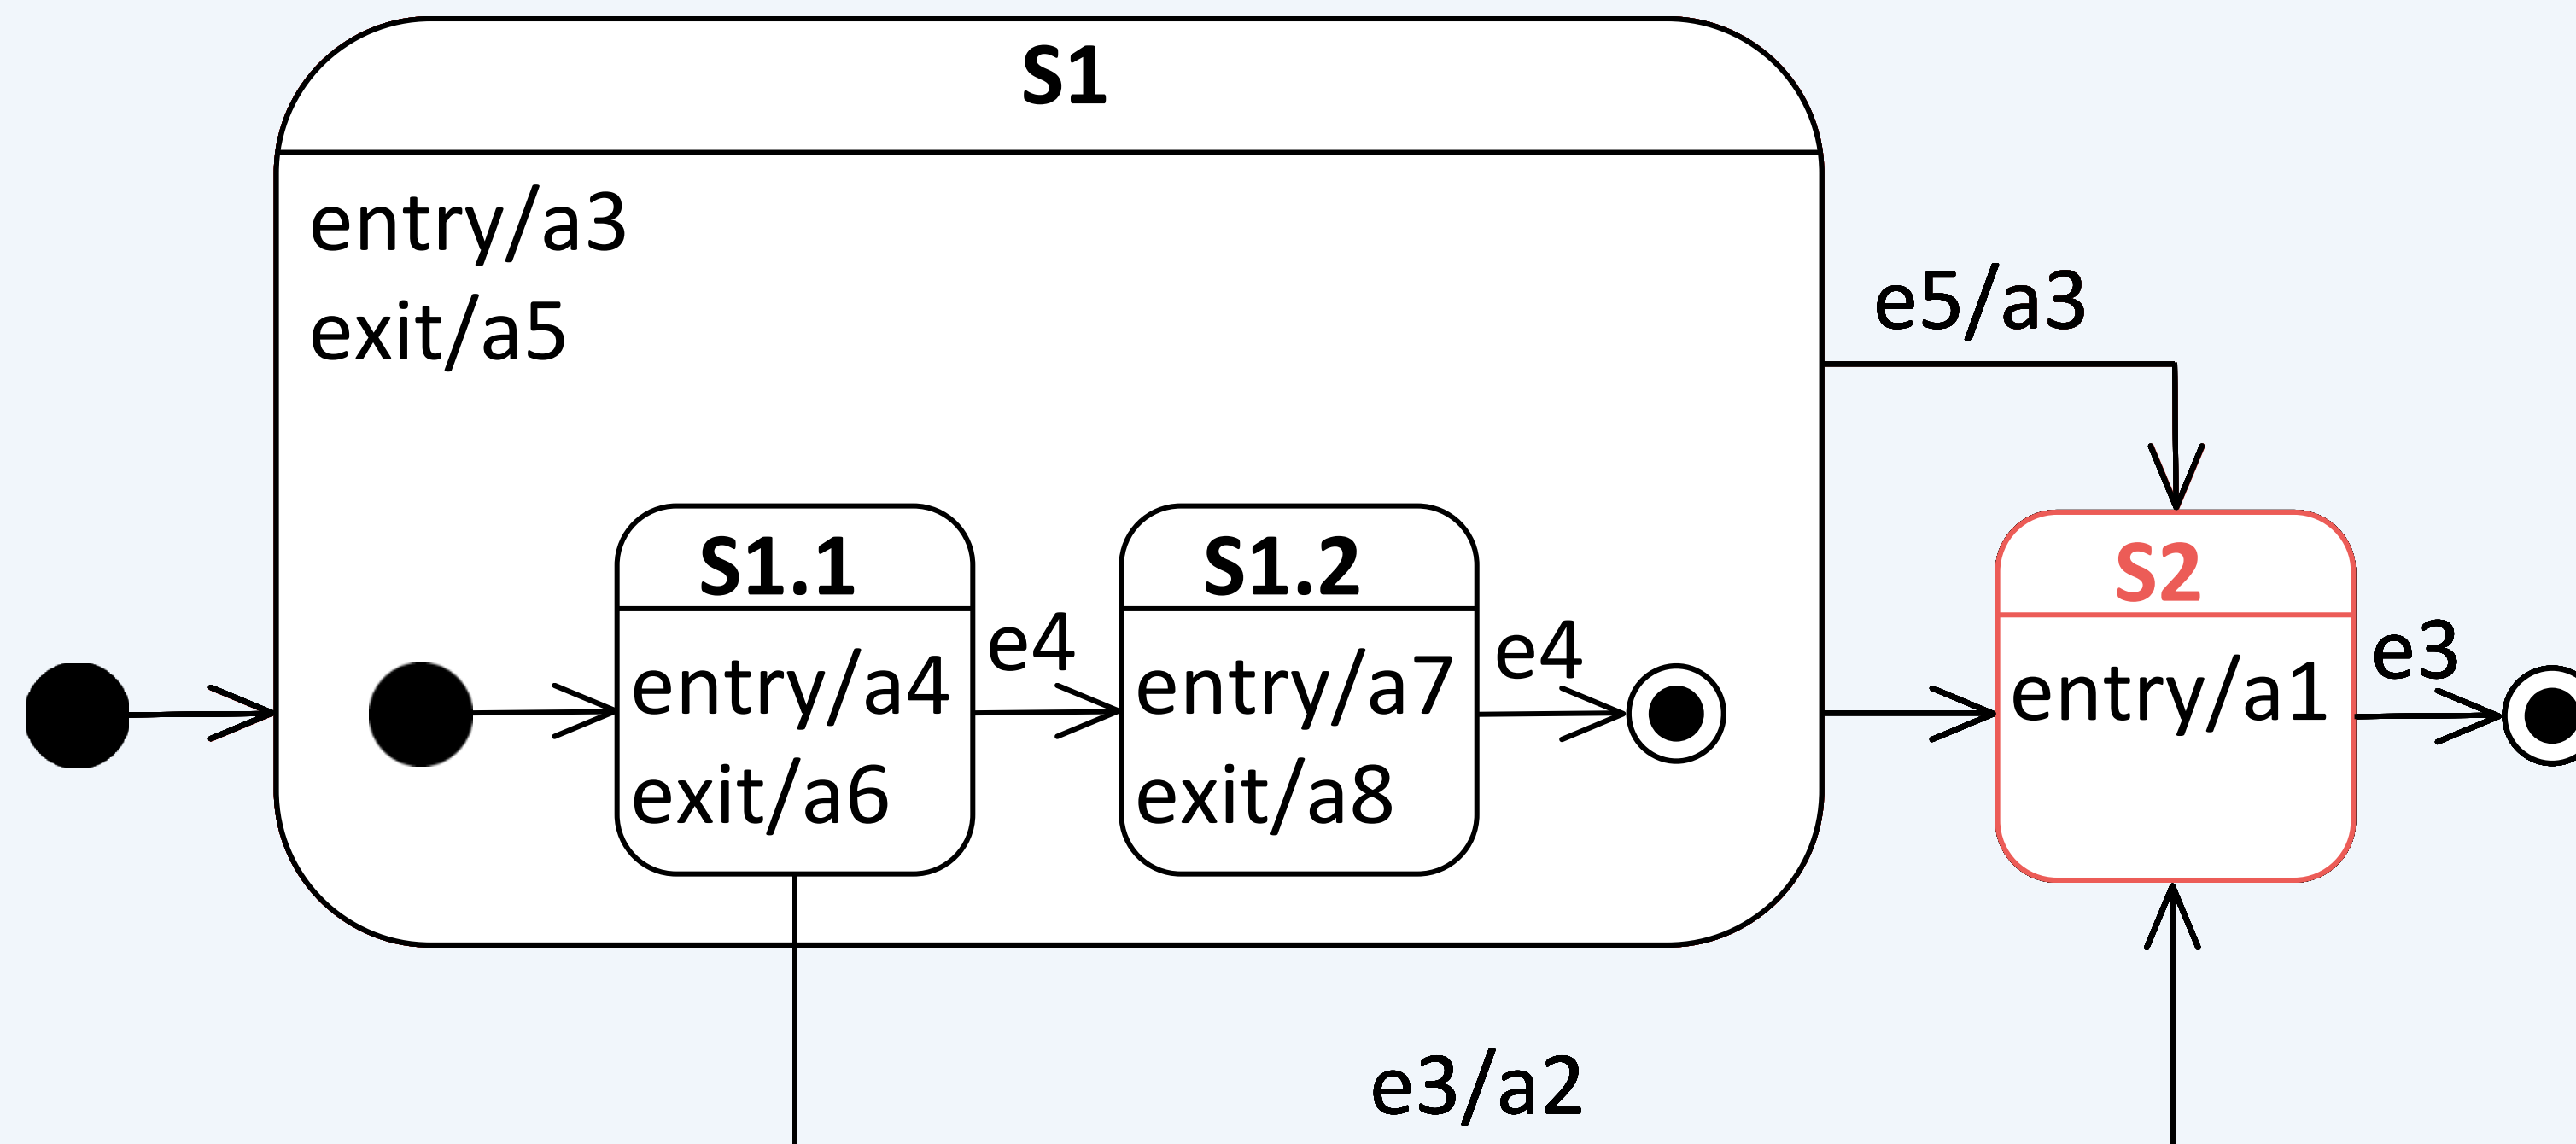 S1
entry/a3
exit/a5
e5/a3
S1.1
entry/a4
exit/a6
e4
S1.2
entry/a7
exit/a8
e4
S2
entry/a1
e3
e3/a2